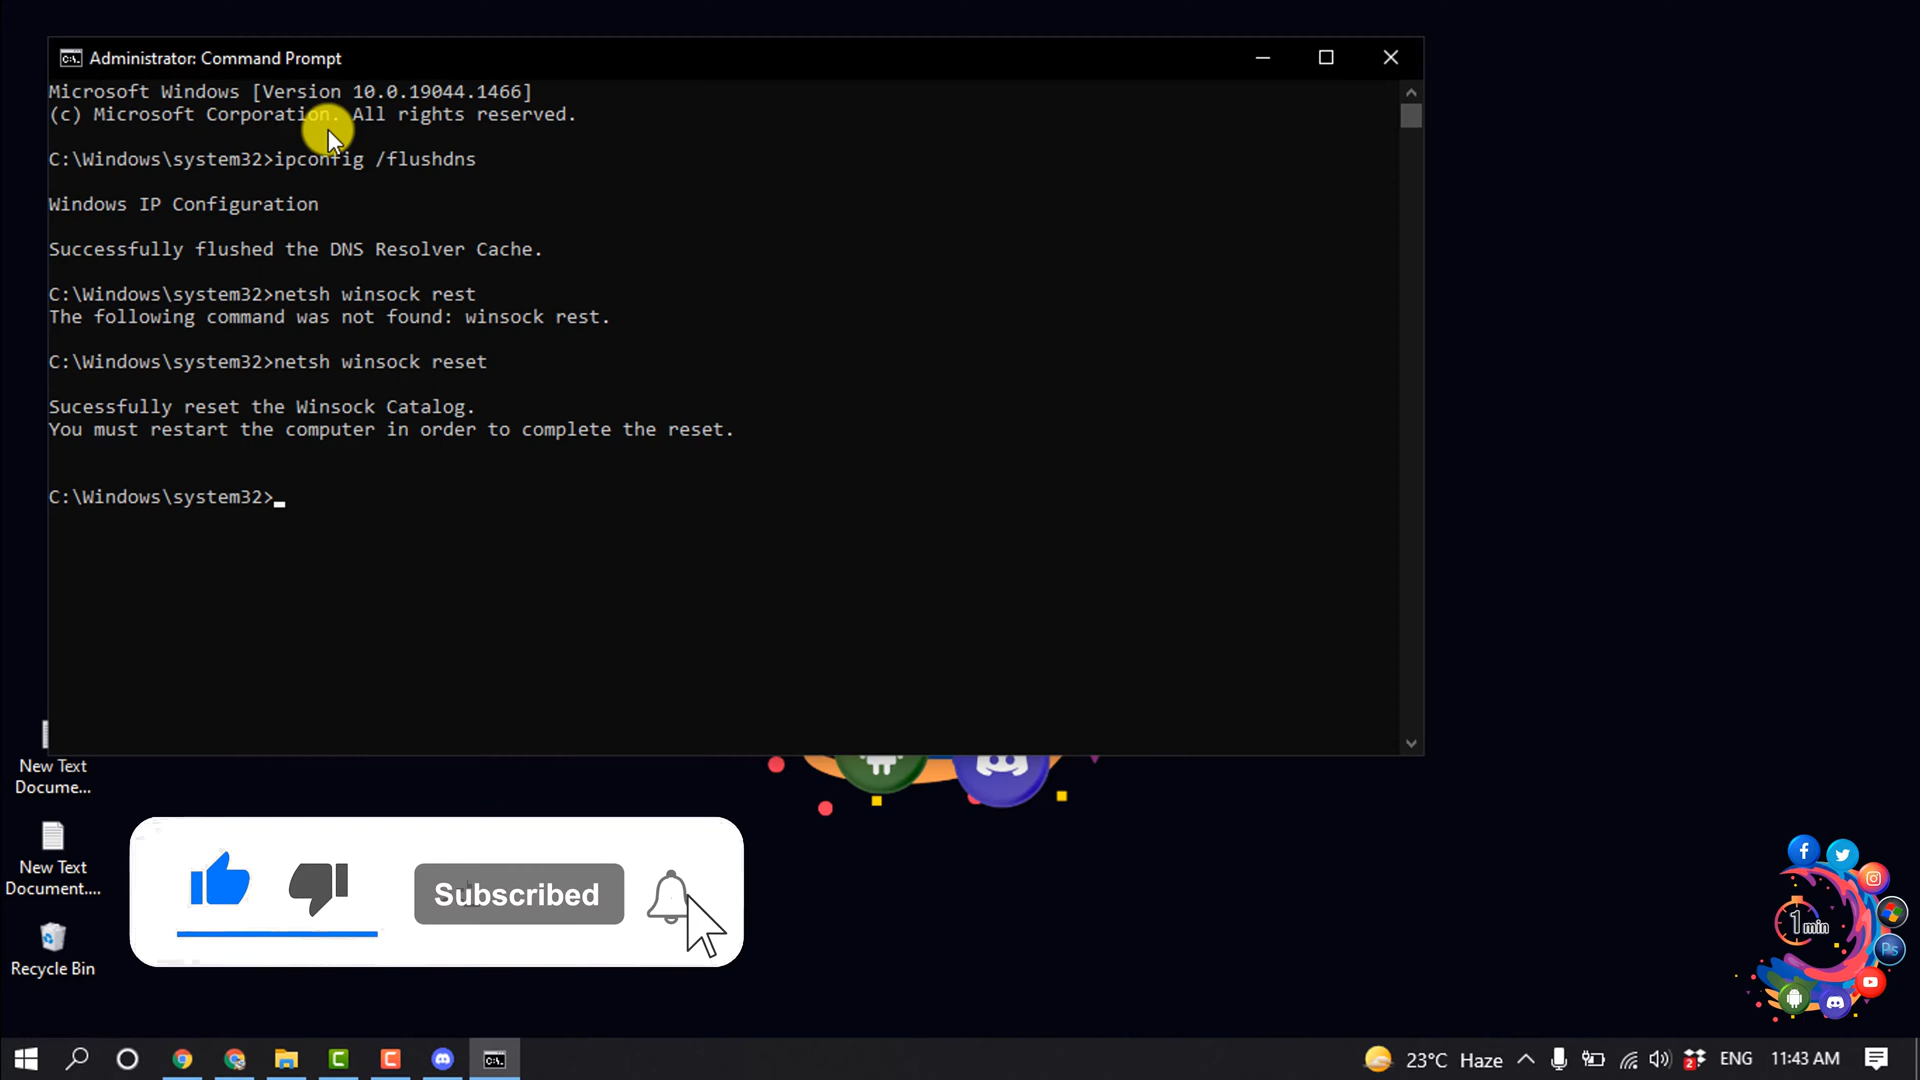 Administrator: Command Prompt
Microsoft Windows [Version 10.0.19044.1466]
(c) Microsoft Corporation. All rights reserved.
C:\Windows\system32>ipconfig /flushdns
Windows IP Configuration
Successfully flushed the DNS Resolver Cache.
C:\Windows\system32>netsh winsock rest
The following command was not found: winsock rest.
C:\Windows\system32>netsh winsock reset
Sucessfully reset the Winsock Catalog.
You must restart the computer in order to complete the reset.
C:\Windows\system32>
New Text
Docume...
New Text
Document....
Recycle Bin
Subscribed
1 min
Ps
23°C Haze
2
ENG
11:43 AM